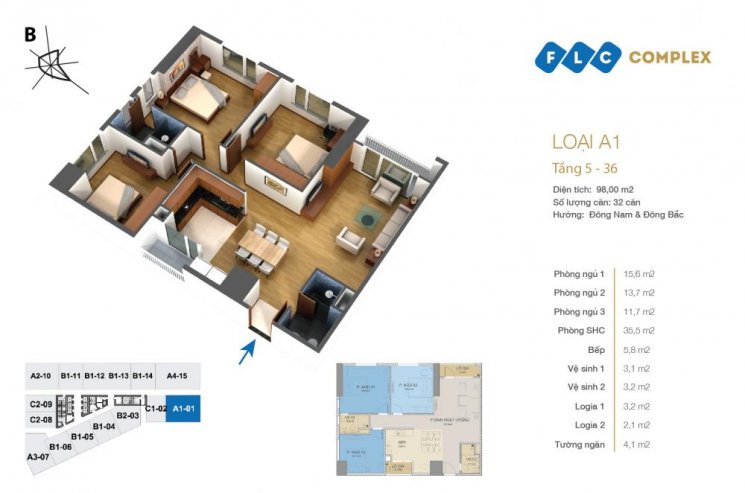 B
FLC COMPLEX
LOẠI A1
Tầng 5 - 36
Diện tích: 98,00 m2
Số lượng căn: 32 căn
Hướng: Đông Nam & Đông Bắc
Phòng ngủ 1 15,6 m2
Phòng ngủ 2 13,7 m2
Phòng ngủ 3 11,7 m2
Phòng SHC 35,5 m2
Bếp 5,8 m2
Vệ sinh 1 3,1 m2
Vệ sinh 2 3,2 m2
Logia 1 3,2 m2
Logia 2 2,1 m2
Tường ngăn 4,1 m2
A2-10 B1-11 B1-12 B1-13 B1-14 A4-15
C2-09
C2-08
B2-03 C1-02 A1-01
B1-04
B1-05
B1-06
A3-07
P. SINH HOẠT CHUNG
BẾP